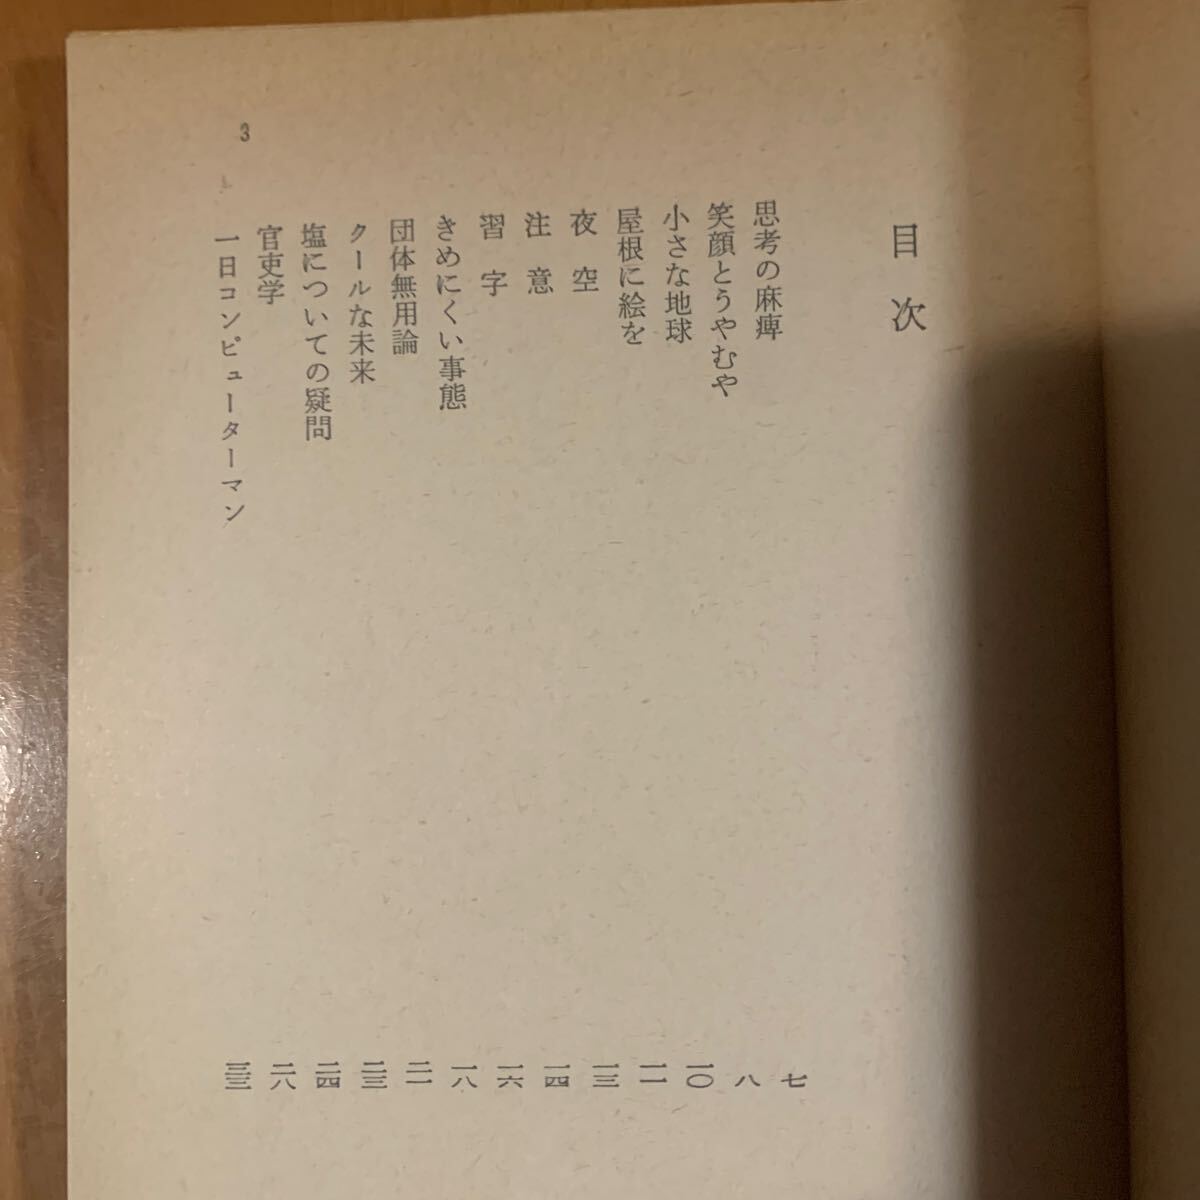 目次
思考の麻痺 七
笑顔とうやむや 八
小さな地球 一〇
屋根に絵を 一一
夜空 一三
注意 一四
習字 一六
きめにくい事態 一八
団体無用論 二一
クールな未来 二三
塩についての疑問 二四
官吏学 二八
一日コンピューターマン 三三
3